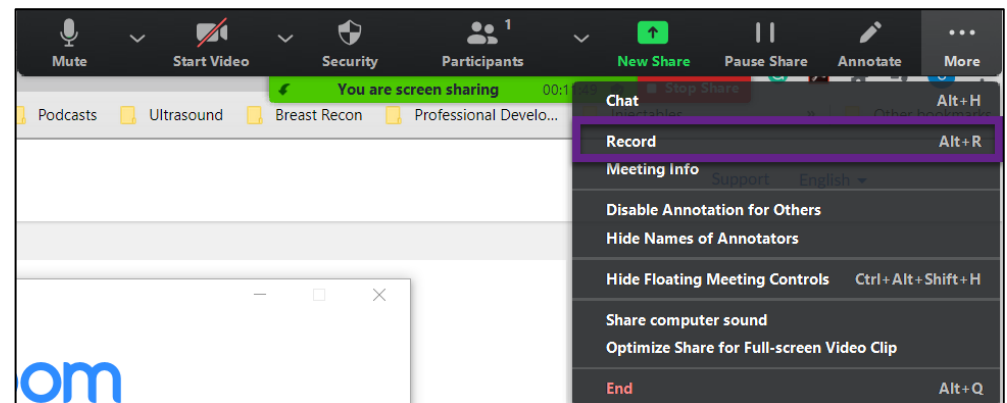 1
Mute Start Video Security Participants New Share Pause Share Annotate More
You are screen sharing Stop Share
Podcasts Ultrasound Breast Recon Professional Develo... Injectables Other bookmarks
Chat Alt+H
Record Alt+R
Meeting Info
Support English
Disable Annotation for Others
Hide Names of Annotators
Hide Floating Meeting Controls Ctrl+Alt+Shift+H
Share computer sound
Optimize Share for Full-screen Video Clip
om
End Alt+Q